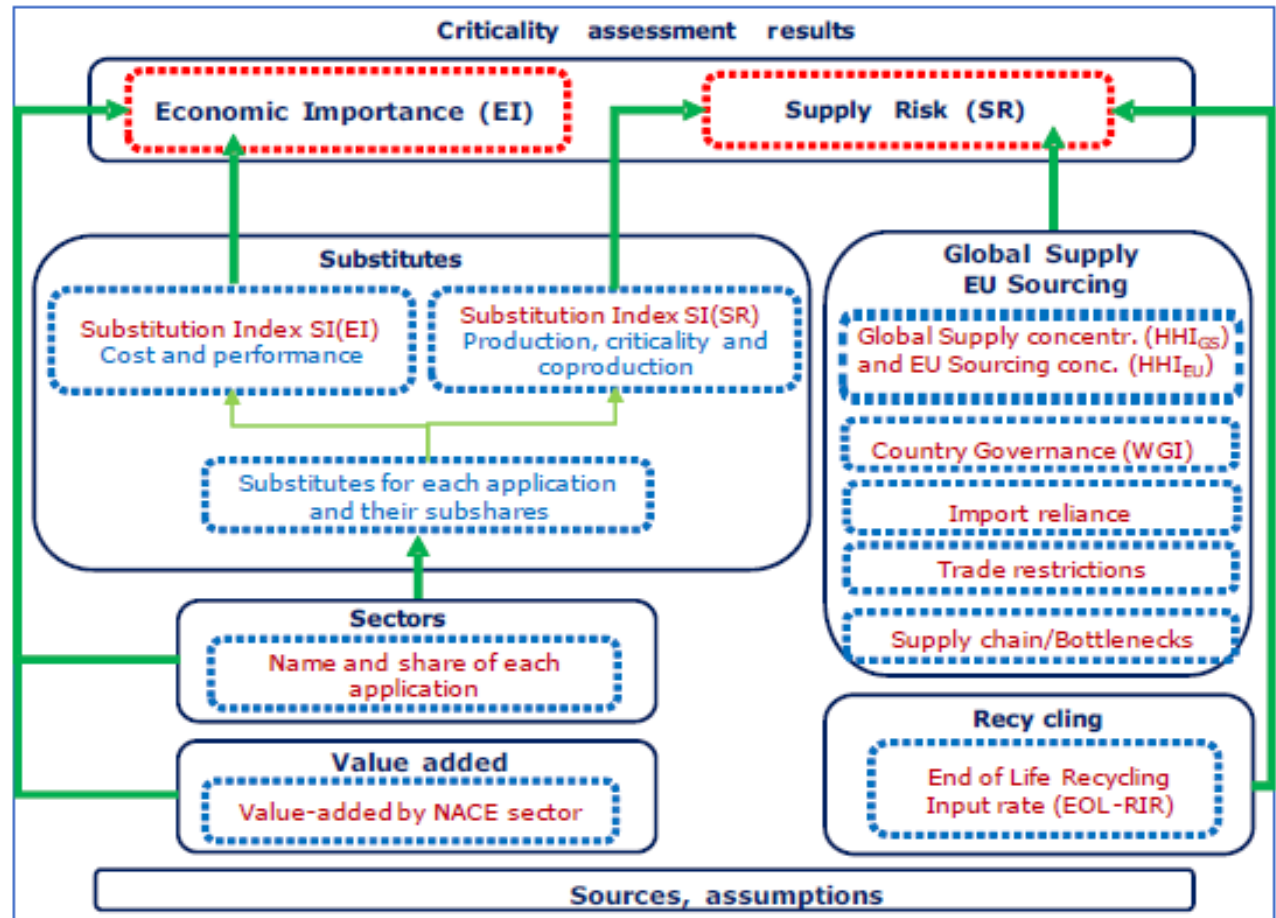 Criticality assessment results
Economic Importance (EI)
Supply Risk (SR)
Substitutes
Substitution Index SI(EI)
Cost and performance
Substitution Index SI(SR)
Production, criticality and
coproduction
Substitutes for each application
and their subshares
Global Supply
EU Sourcing
Global Supply concentr. (HHIGS)
and EU Sourcing conc. (HHIEU)
Country Governance (WGI)
Import reliance
Trade restrictions
Supply chain/Bottlenecks
Sectors
Name and share of each
application
Value added
Value-added by NACE sector
Recy cling
End of Life Recycling
Input rate (EOL-RIR)
Sources, assumptions